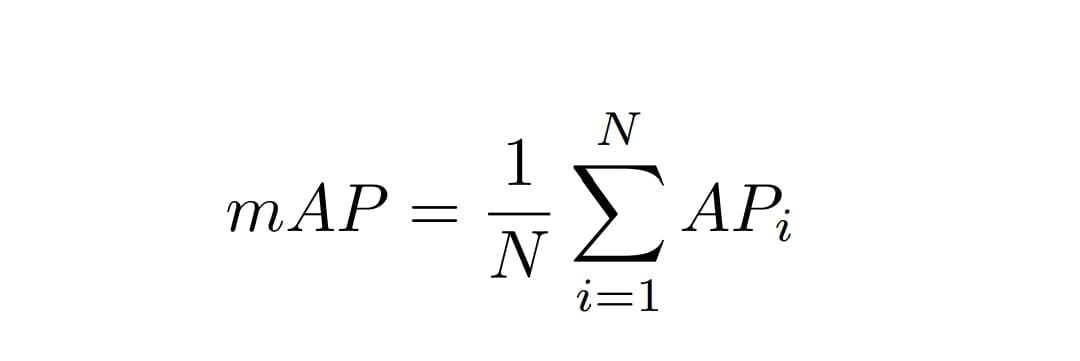 mAP = \frac{1}{N} \sum_{i=1}^{N} AP_i